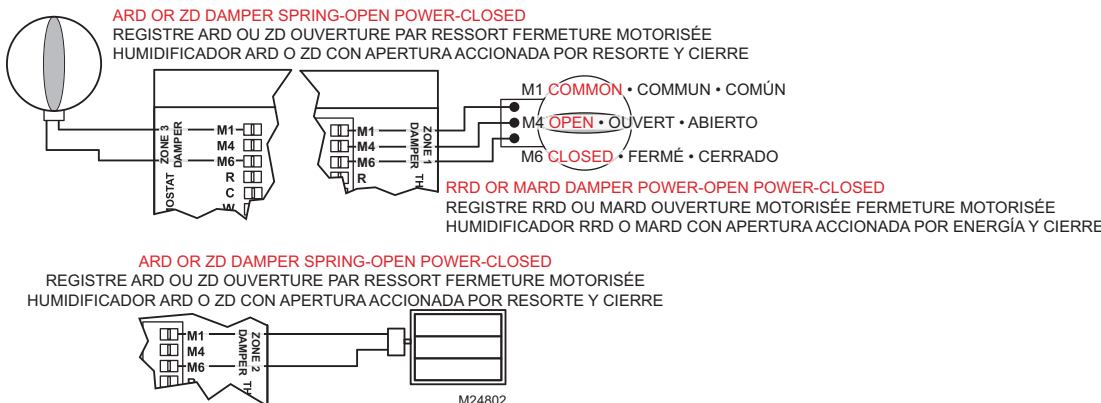 ARD OR ZD DAMPER SPRING-OPEN POWER-CLOSED
REGISTRE ARD OU ZD OUVERTURE PAR RESSORT FERMETURE MOTORISÉE
HUMIDIFICADOR ARD O ZD CON APERTURA ACCIONADA POR RESORTE Y CIERRE
ZONE 3
DAMPER
OSTAT
M1
M4
M6
R
C
W
M1
M4
M6
R
ZONE 1
DAMPER
TH
M1 COMMON • COMMUN • COMÚN
M4 OPEN • OUVERT • ABIERTO
M6 CLOSED • FERMÉ • CERRADO
RRD OR MARD DAMPER POWER-OPEN POWER-CLOSED
REGISTRE RRD OU MARD OUVERTURE MOTORISÉE FERMETURE MOTORISÉE
HUMIDIFICADOR RRD O MARD CON APERTURA ACCIONADA POR ENERGÍA Y CIERRE
ARD OR ZD DAMPER SPRING-OPEN POWER-CLOSED
REGISTRE ARD OU ZD OUVERTURE PAR RESSORT FERMETURE MOTORISÉE
HUMIDIFICADOR ARD O ZD CON APERTURA ACCIONADA POR RESORTE Y CIERRE
M1
M4
M6
ZONE 2
DAMPER
TH
M24802